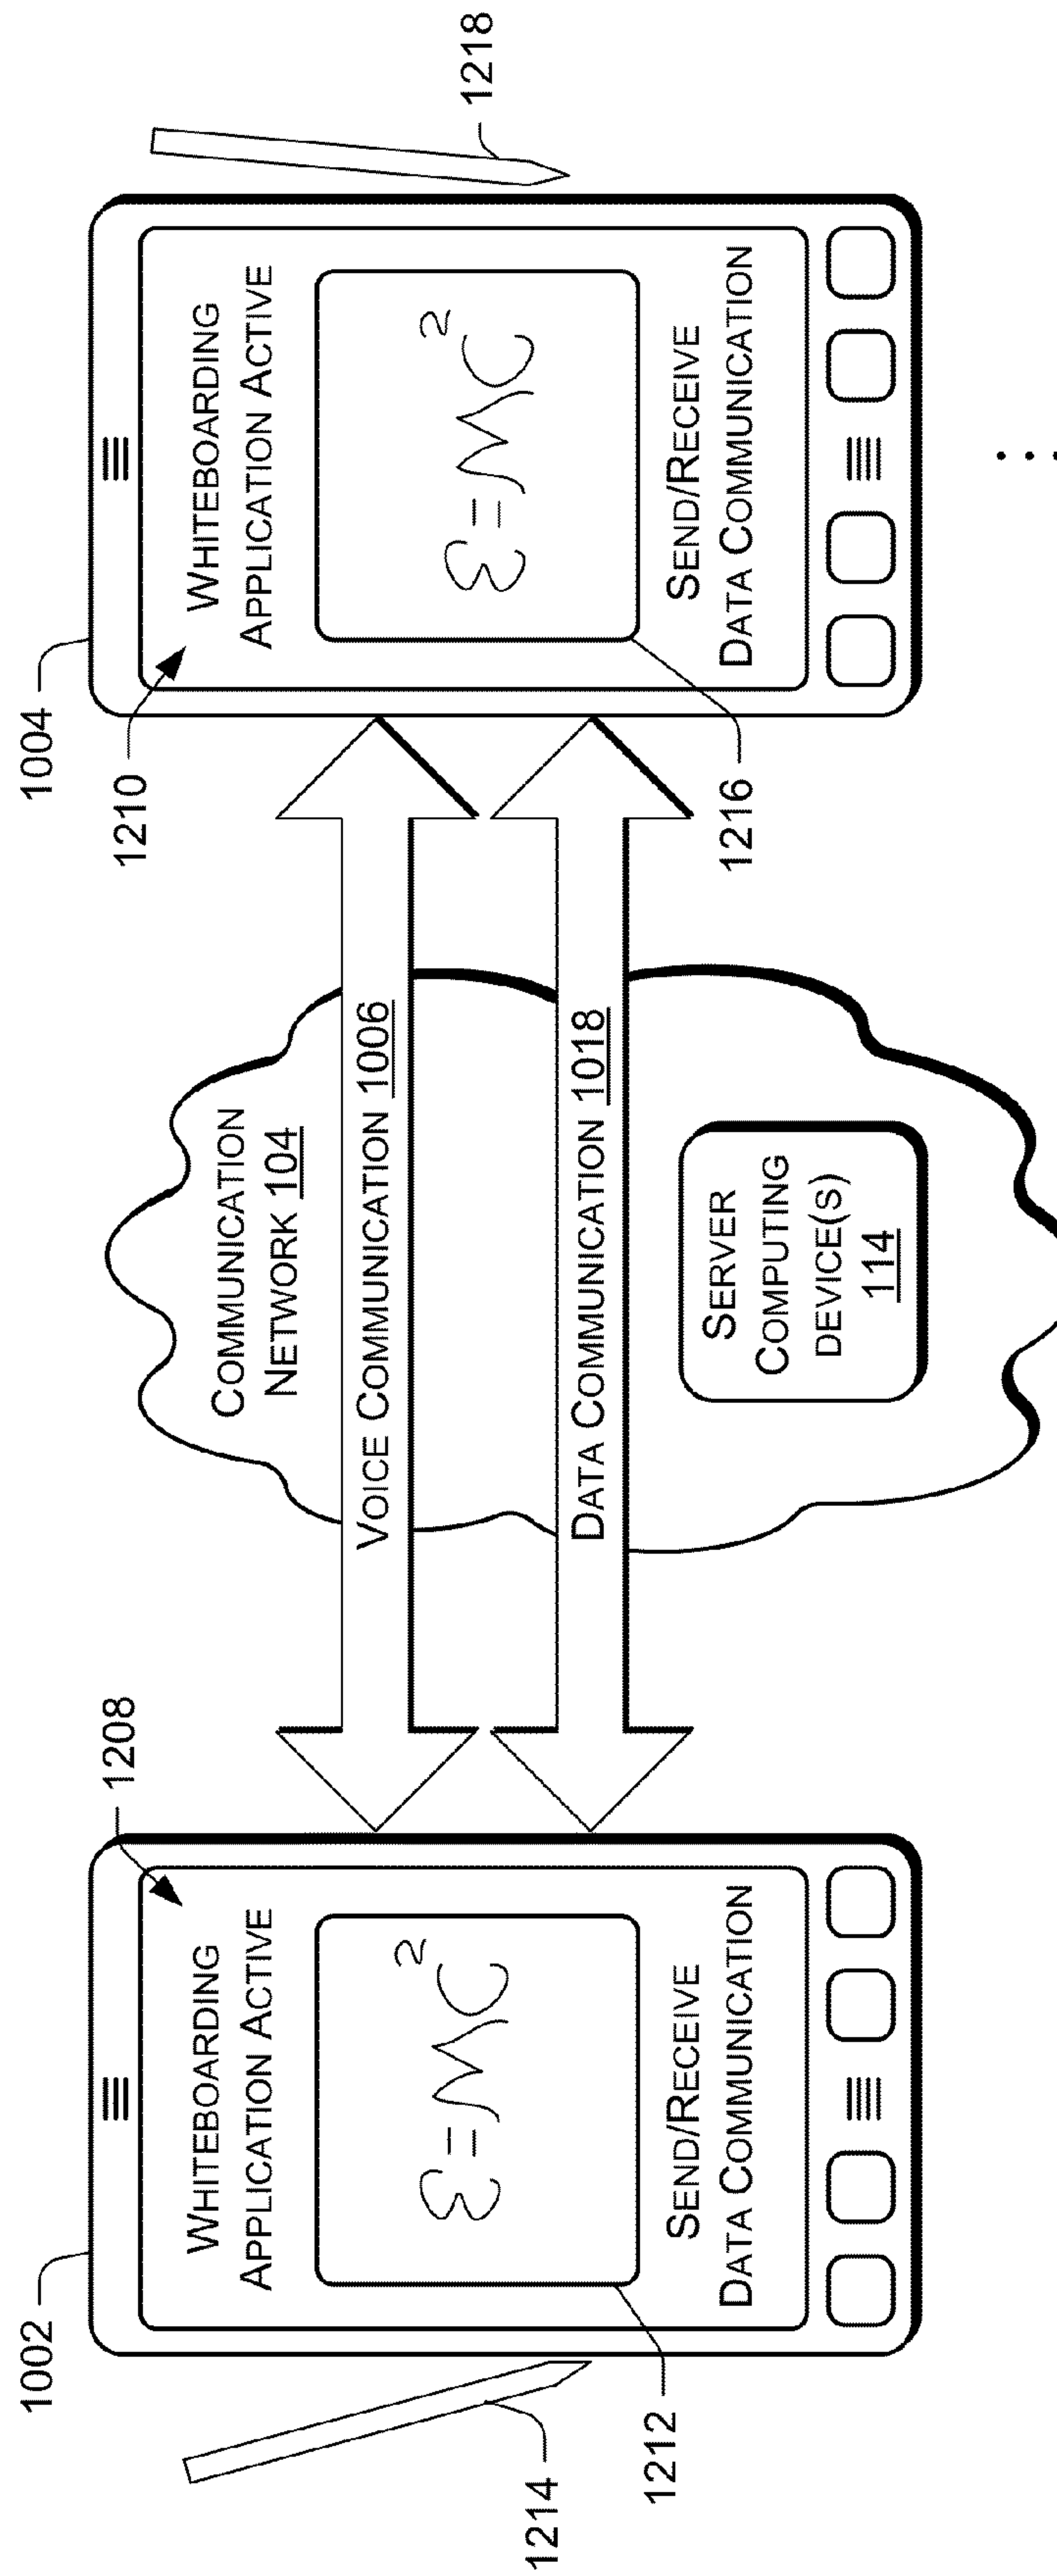 1002
1208
WHITEBOARDING
APPLICATION ACTIVE
E=MC²
SEND/RECEIVE
DATA COMMUNICATION
1214
1212
COMMUNICATION
NETWORK 104
VOICE COMMUNICATION 1006
DATA COMMUNICATION 1018
SERVER
COMPUTING
DEVICE(S)
114
1004
1210
WHITEBOARDING
APPLICATION ACTIVE
E=MC²
SEND/RECEIVE
DATA COMMUNICATION
1216
1218